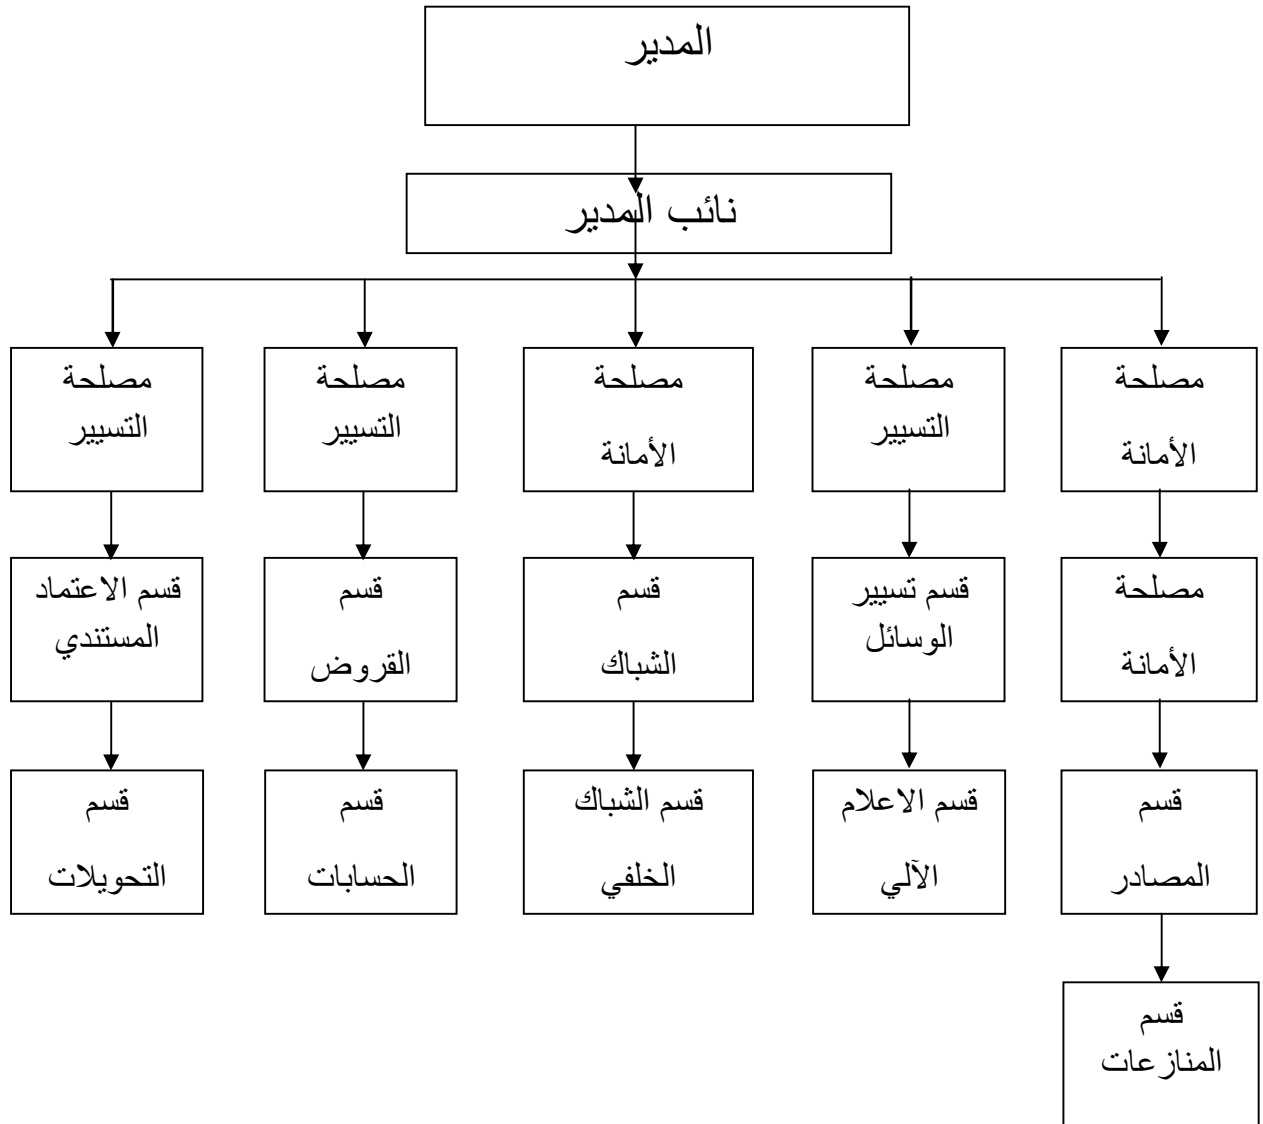 المدير
نائب المدير
مصلحة
الأمانة
مصلحة
التسيير
مصلحة
الأمانة
مصلحة
التسيير
مصلحة
التسيير
مصلحة
الأمانة
قسم تسيير
الوسائل
قسم
الشباك
قسم
القروض
قسم الاعتماد
المستندي
قسم
المصادر
قسم الاعلام
الآلي
قسم الشباك
الخلفي
قسم
الحسابات
قسم
التحويلات
قسم
المنازعات